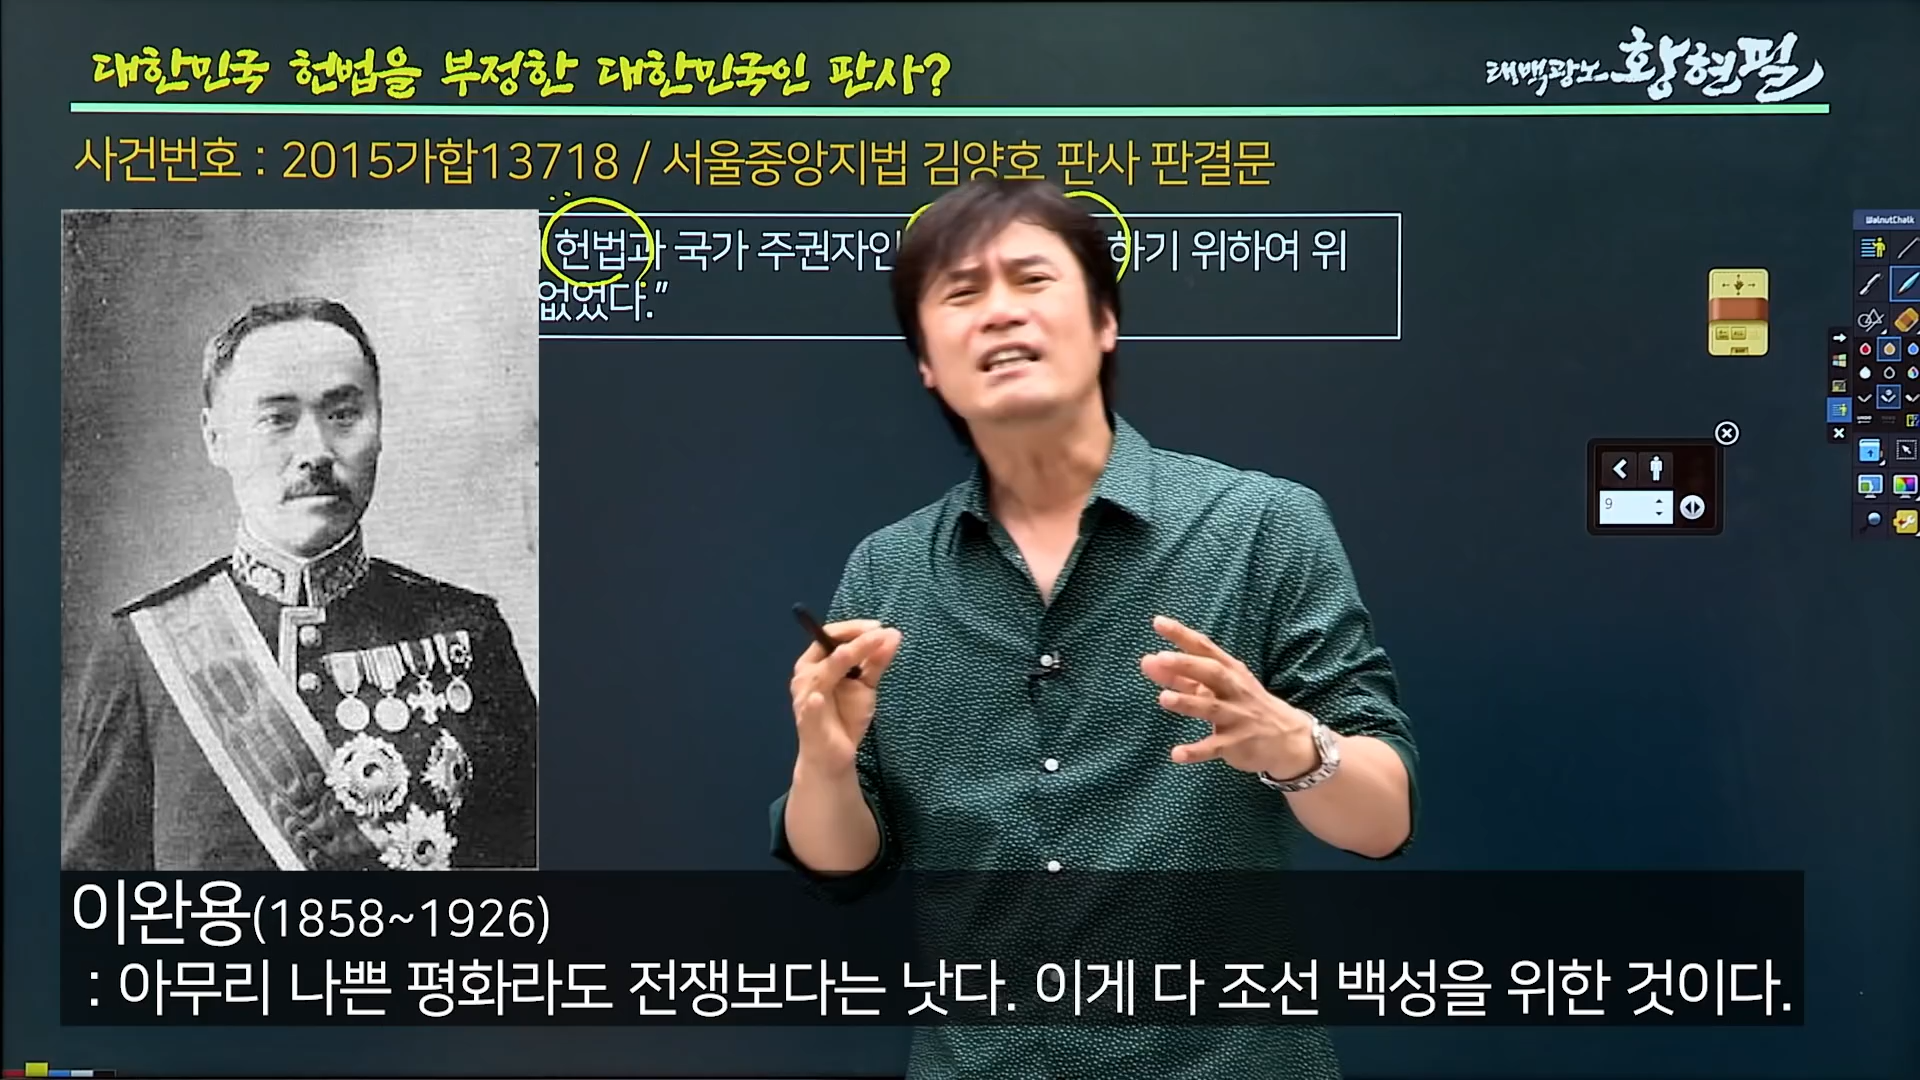 대한민국 헌법을 부정한 대한민국인 판사?
태백광노 황현필
사건번호 : 2015가합13718 / 서울중앙지법 김양호 판사 판결문
헌법과 국가 주권자인
하기 위하여 위
없었다."
WalnutChalk
9
이완용(1858~1926)
: 아무리 나쁜 평화라도 전쟁보다는 낫다. 이게 다 조선 백성을 위한 것이다.